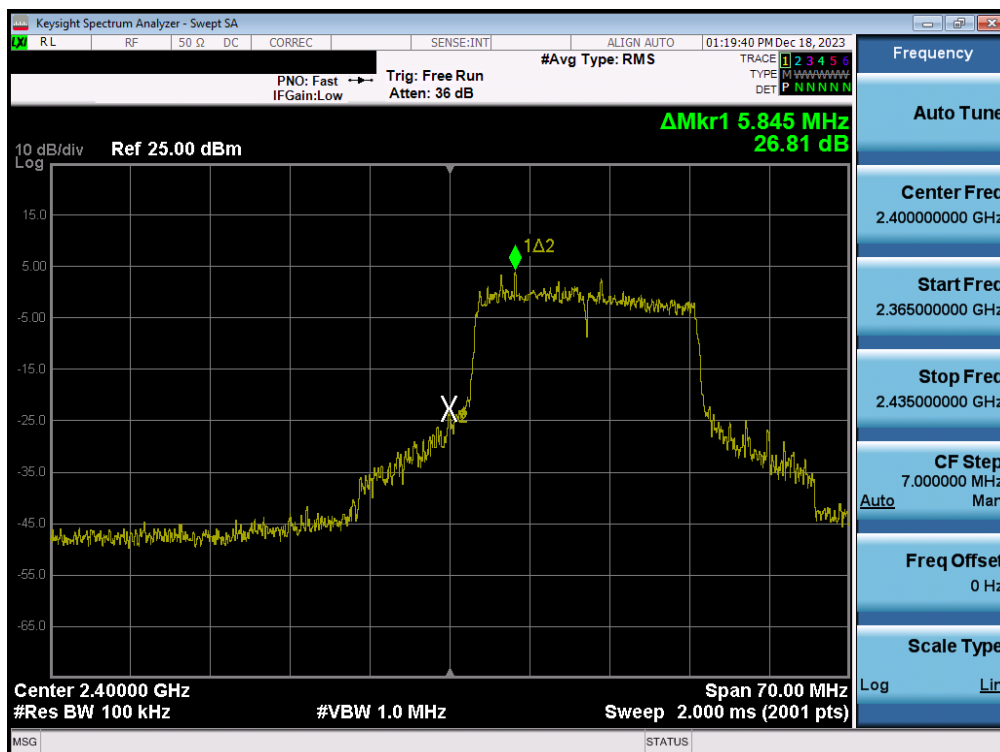 Keysight Spectrum Analyzer - Swept SA
LXI RL RF 50 Ω DC CORREC SENSE:INT ALIGN AUTO 01:19:40 PM Dec 18, 2023
PNO: Fast
IFGain:Low
Trig: Free Run
Atten: 36 dB
#Avg Type: RMS
TRACE 1 2 3 4 5 6
TYPE M WWWWW
DET P N N N N N
ΔMkr1 5.845 MHz
26.81 dB
10 dB/div
Log
Ref 25.00 dBm
15.0
5.00
-5.00
-15.0
-25.0
-35.0
-45.0
-55.0
-65.0
1Δ2
X
Center 2.40000 GHz
Span 70.00 MHz
#Res BW 100 kHz
#VBW 1.0 MHz
Sweep 2.000 ms (2001 pts)
MSG
STATUS
Frequency
Auto Tune
Center Freq
2.400000000 GHz
Start Freq
2.365000000 GHz
Stop Freq
2.435000000 GHz
CF Step
7.000000 MHz
Auto Man
Freq Offset
0 Hz
Scale Type
Log Lin